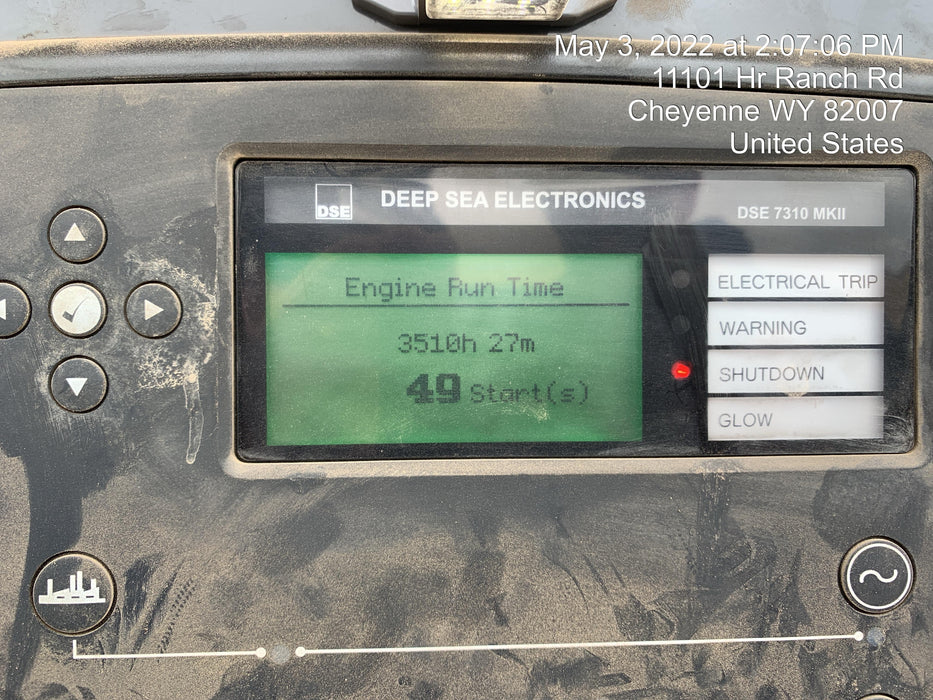 May 3, 2022 at 2:07:06 PM
11101 Hr Ranch Rd
Cheyenne WY 82007
United States
DSE DEEP SEA ELECTRONICS DSE 7310 MKII
Engine Run Time
3510h 27m
49 Start(s)
ELECTRICAL TRIP
WARNING
SHUTDOWN
GLOW